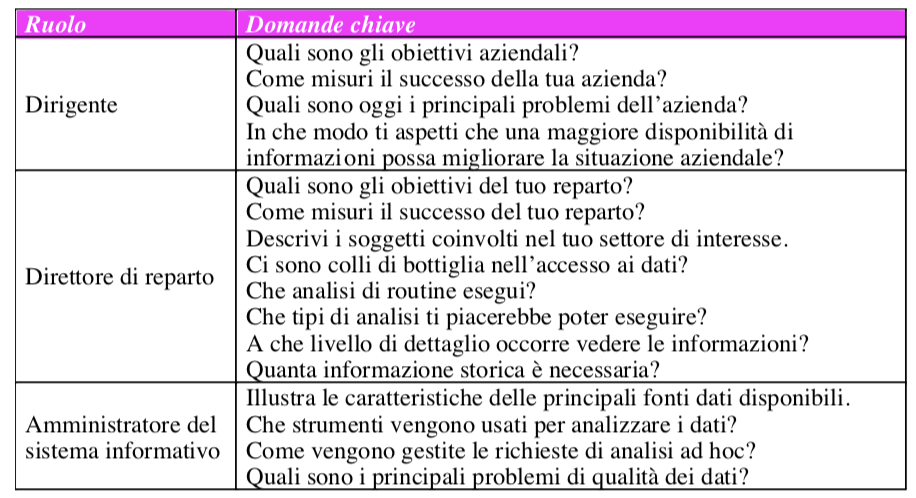 Ruolo
Domande chiave
Dirigente
Quali sono gli obiettivi aziendali?
Come misuri il successo della tua azienda?
Quali sono oggi i principali problemi dell'azienda?
In che modo ti aspetti che una maggiore disponibilità di
informazioni possa migliorare la situazione aziendale?
Direttore di reparto
Quali sono gli obiettivi del tuo reparto?
Come misuri il successo del tuo reparto?
Descrivi i soggetti coinvolti nel tuo settore di interesse.
Ci sono colli di bottiglia nell'accesso ai dati?
Che analisi di routine esegui?
Che tipi di analisi ti piacerebbe poter eseguire?
A che livello di dettaglio occorre vedere le informazioni?
Quanta informazione storica è necessaria?
Amministratore del
sistema informativo
Illustra le caratteristiche delle principali fonti dati disponibili.
Che strumenti vengono usati per analizzare i dati?
Come vengono gestite le richieste di analisi ad hoc?
Quali sono i principali problemi di qualità dei dati?